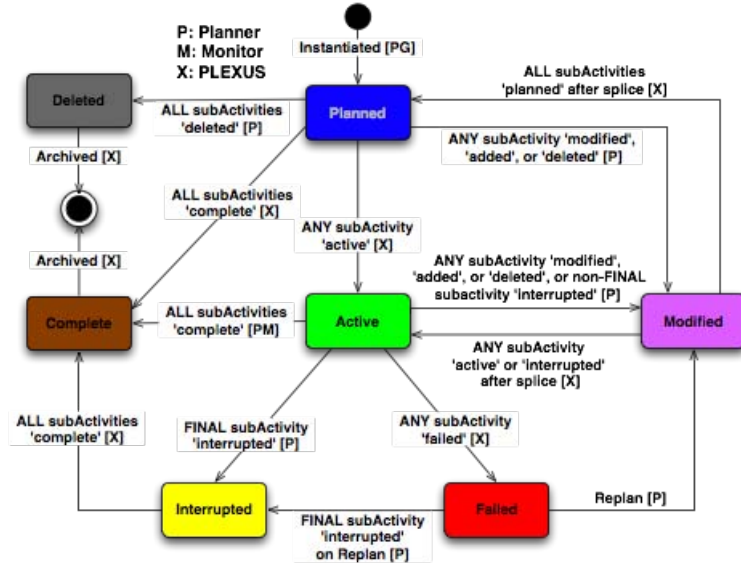 P: Planner
M: Monitor
X: PLEXUS
Instantiated [PG]
ALL subActivities
'planned' after splice [X]
Deleted
Planned
ALL subActivities
'deleted' [P]
ANY subActivity 'modified',
'added', or 'deleted' [P]
Archived [X]
ALL subActivities
'complete' [X]
ANY subActivity
'active' [X]
Archived [X]
ANY subActivity 'modified',
'added', or 'deleted', or non-FINAL
subactivity 'interrupted' [P]
Complete
ALL subActivities
'complete' [PM]
Active
Modified
ANY subActivity
'active' or 'interrupted'
after splice [X]
ALL subActivities
'complete' [X]
FINAL subActivity
'interrupted' [P]
ANY subActivity
'failed' [X]
Interrupted
Failed
Replan [P]
FINAL subActivity
'interrupted'
on Replan [P]